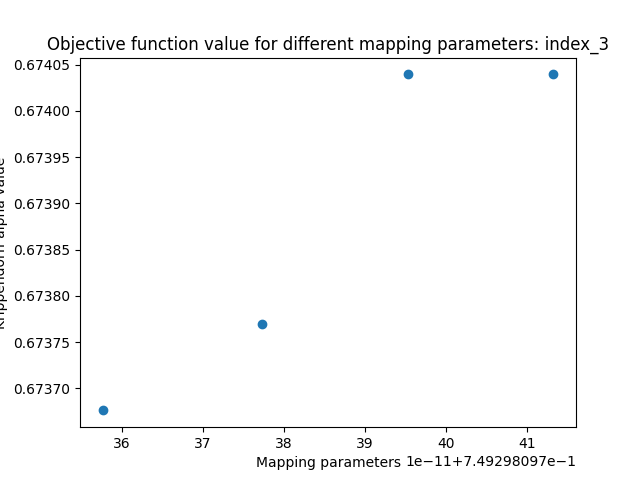 Objective function value for different mapping parameters: index_3
0.67405
0.67400
0.67395
0.67390
0.67385
0.67380
0.67375
0.67370
Krippendorff alpha value
36 37 38 39 40 41
Mapping parameters 1e−11+7.49298097e−1